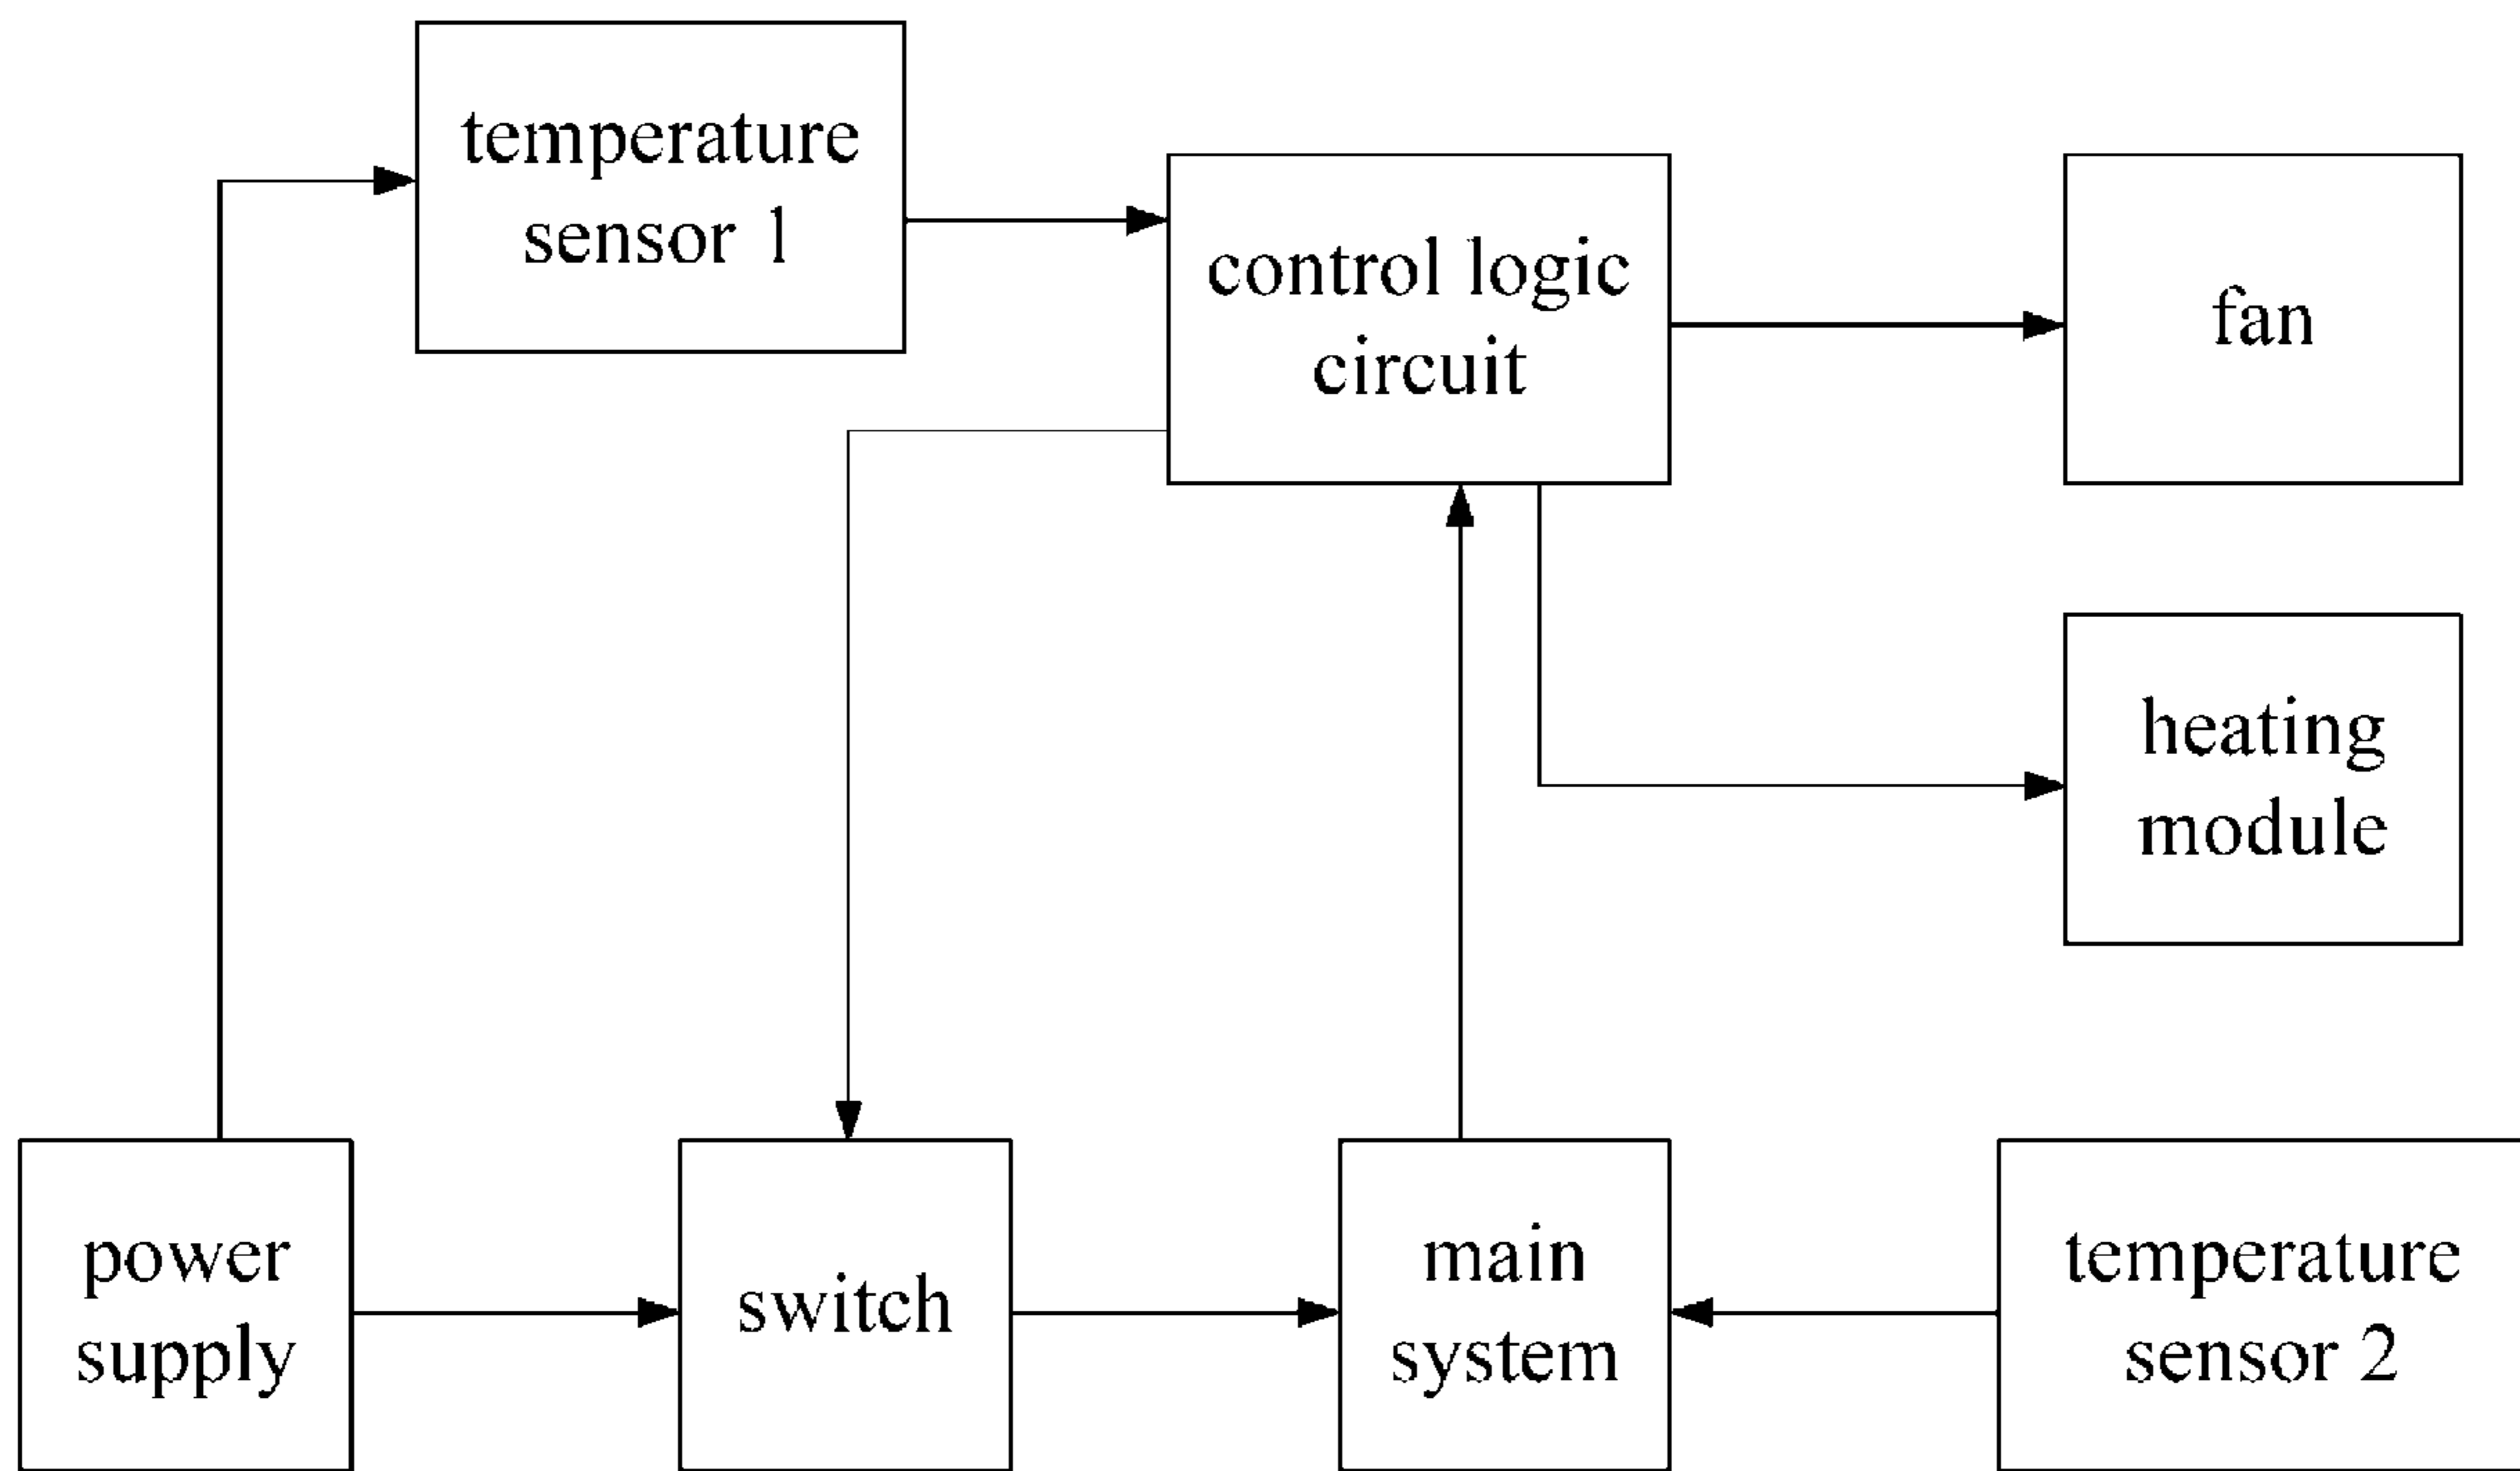 temperature
sensor 1
control logic
circuit
fan
heating
module
power
supply
switch
main
system
temperature
sensor 2